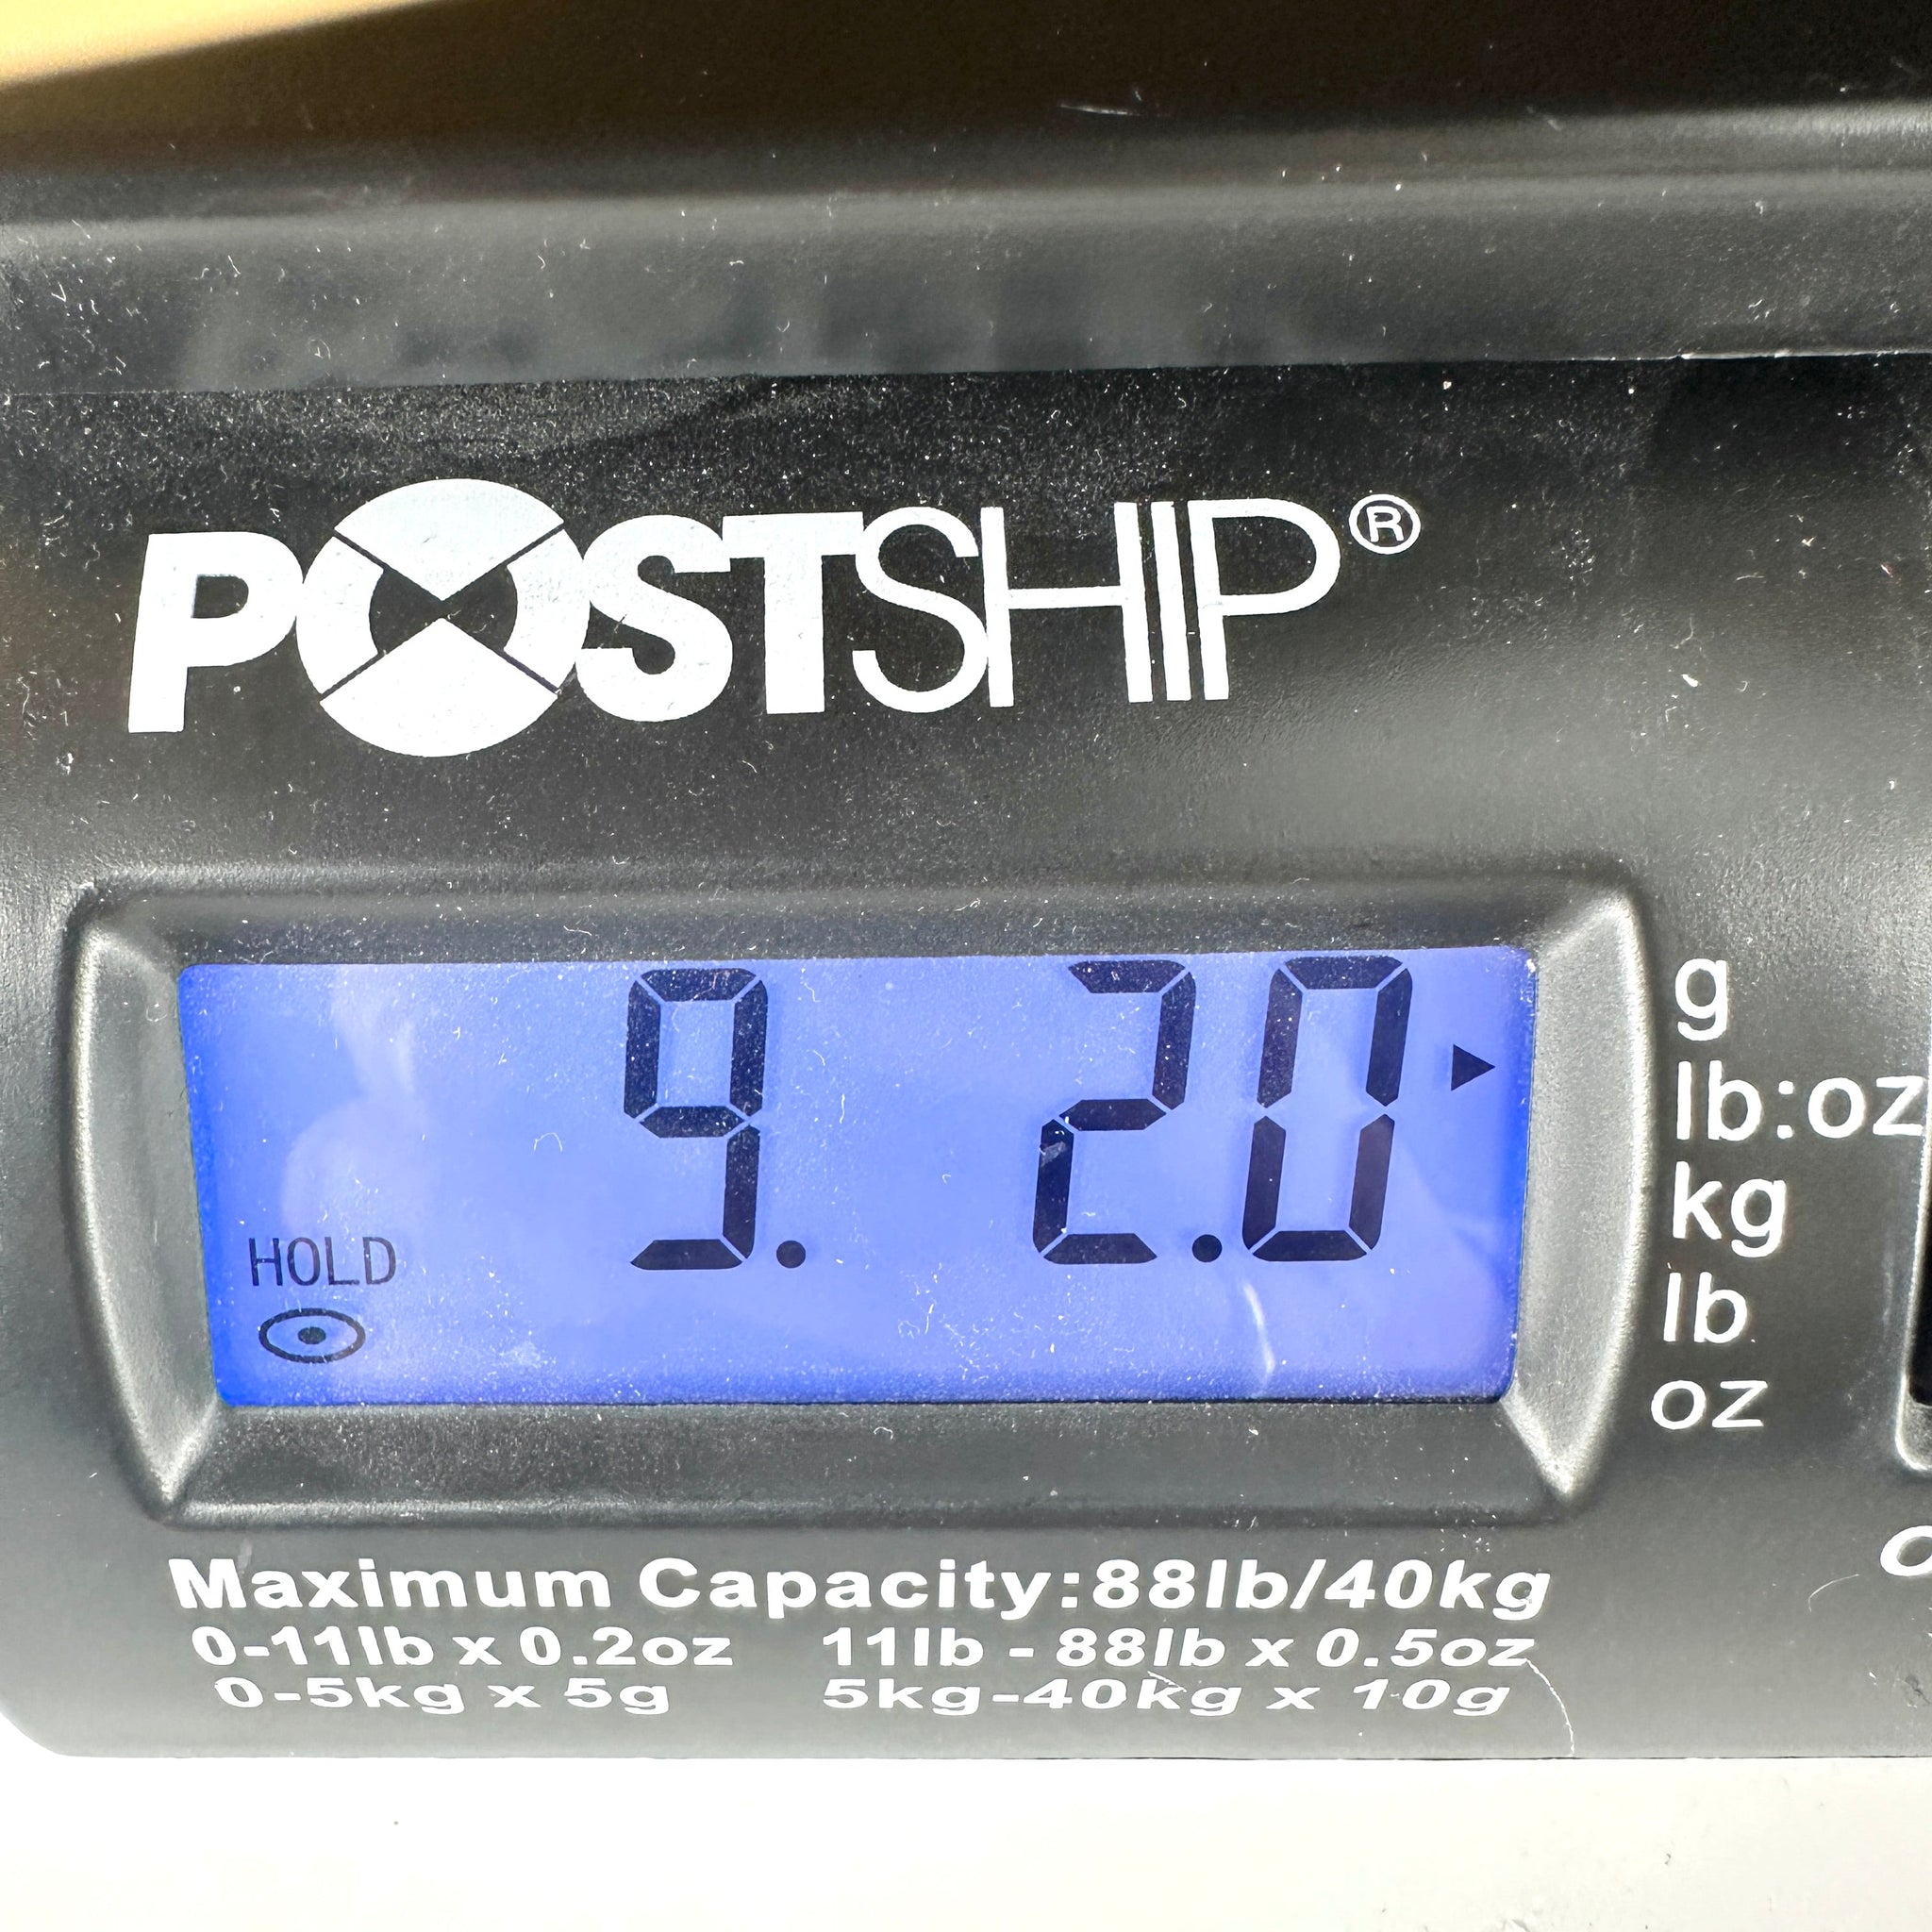 POSTSHIP®
9. 2.0
HOLD
g
lb:oz
kg
lb
oz
Maximum Capacity:88lb/40kg
0-11lb x 0.2oz 11lb - 88lb x 0.5oz
0-5kg x 5g 5kg-40kg x 10g